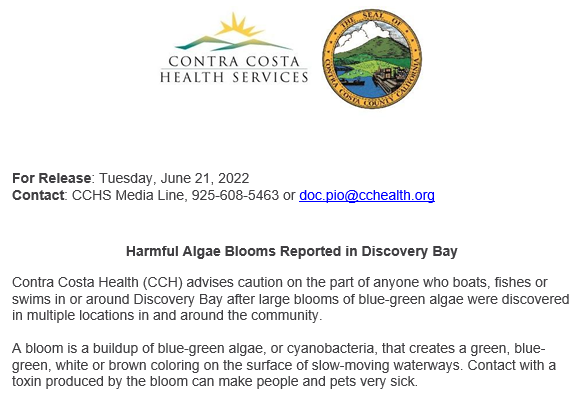 CONTRA COSTA
HEALTH SERVICES
THE SEAL OF
CONTRA COSTA COUNTY CALIFORNIA
For Release: Tuesday, June 21, 2022
Contact: CCHS Media Line, 925-608-5463 or doc.pio@cchealth.org
Harmful Algae Blooms Reported in Discovery Bay
Contra Costa Health (CCH) advises caution on the part of anyone who boats, fishes or
swims in or around Discovery Bay after large blooms of blue-green algae were discovered
in multiple locations in and around the community.
A bloom is a buildup of blue-green algae, or cyanobacteria, that creates a green, blue-
green, white or brown coloring on the surface of slow-moving waterways. Contact with a
toxin produced by the bloom can make people and pets very sick.